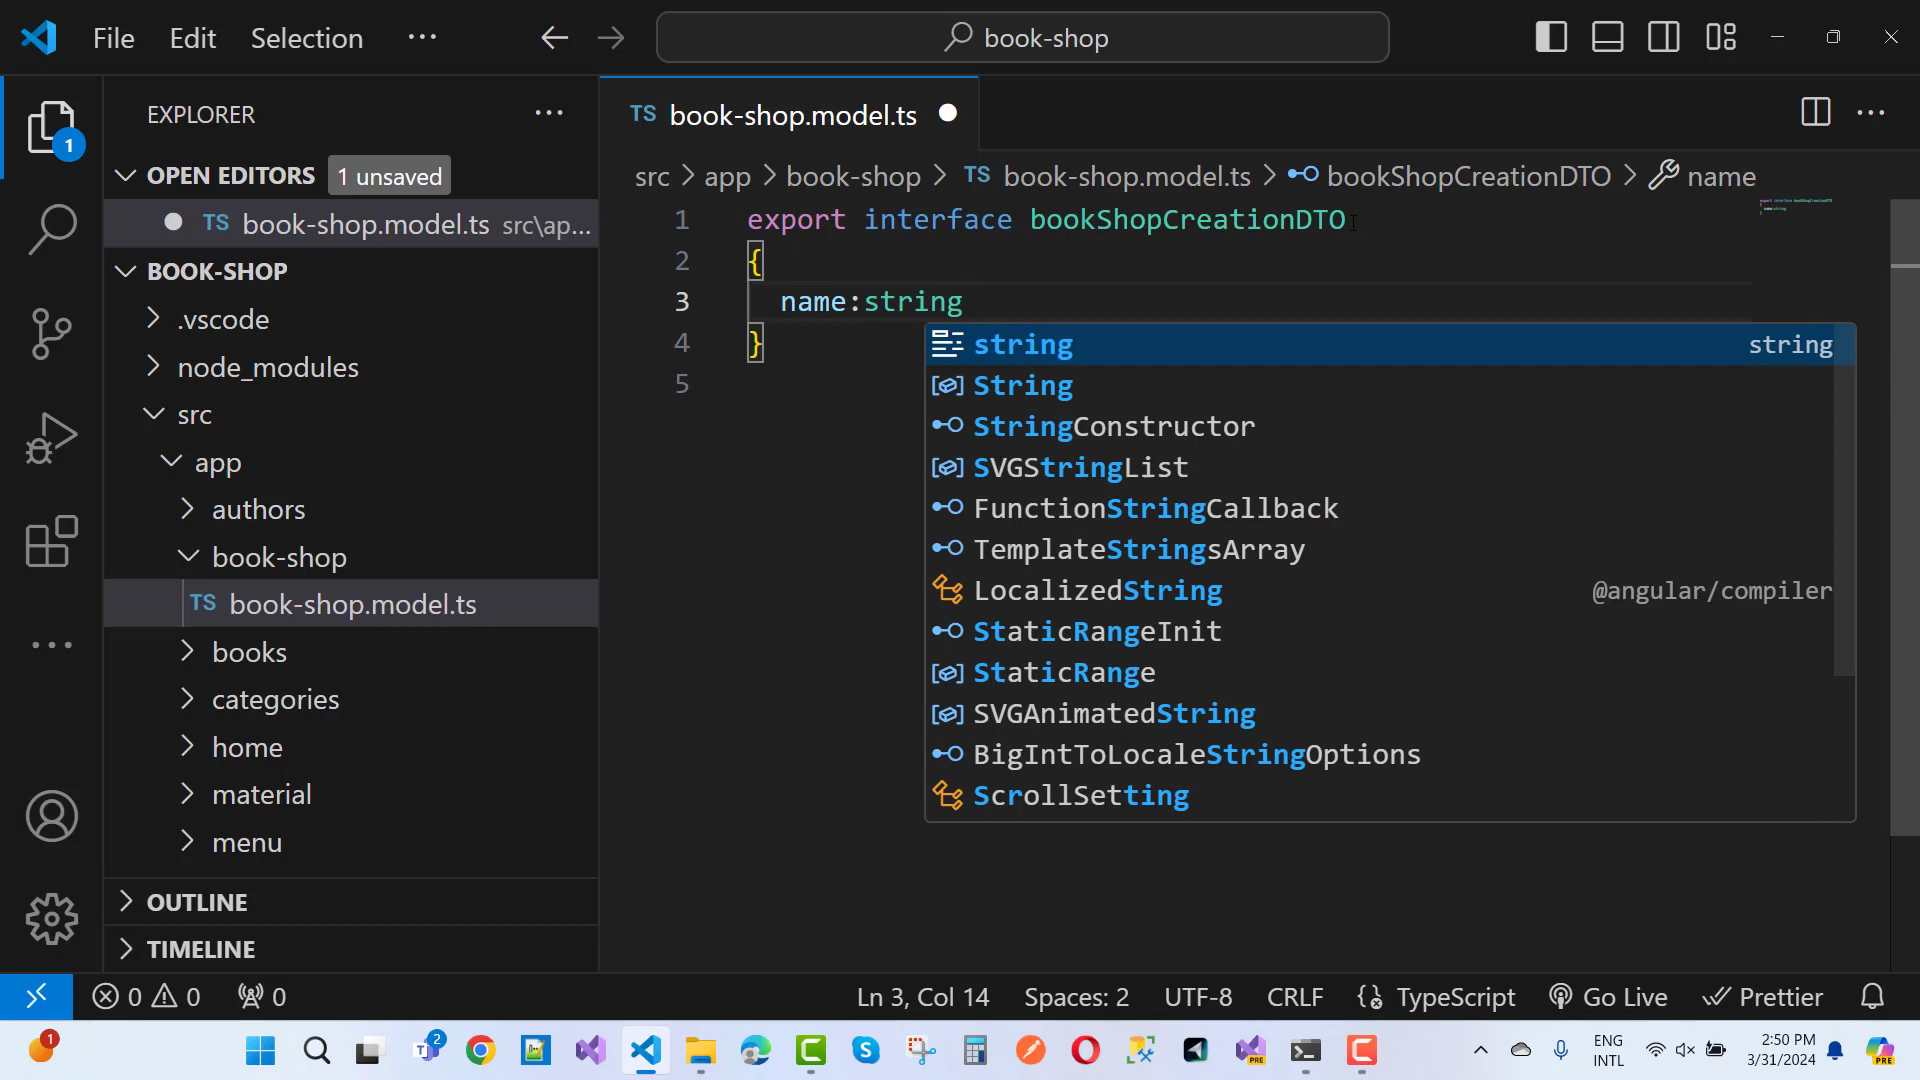 File Edit Selection ···
book-shop
EXPLORER
OPEN EDITORS 1 unsaved
TS book-shop.model.ts src\ap...
BOOK-SHOP
.vscode
node_modules
src
app
authors
book-shop
TS book-shop.model.ts
books
categories
home
material
menu
OUTLINE
TIMELINE
1
TS book-shop.model.ts
src > app > book-shop > TS book-shop.model.ts > bookShopCreationDTO > name
1 export interface bookShopCreationDTO
2 {
3 name:string
4 }
5
string string
String
StringConstructor
SVGStringList
FunctionStringCallback
TemplateStringsArray
LocalizedString @angular/compiler
StaticRangeInit
StaticRange
SVGAnimatedString
BigIntToLocaleStringOptions
ScrollSetting
0 0 0 Ln 3, Col 14 Spaces: 2 UTF-8 CRLF TypeScript Go Live Prettier
1 2 ENG 2:50 PM
INTL 3/31/2024
PRE PRE